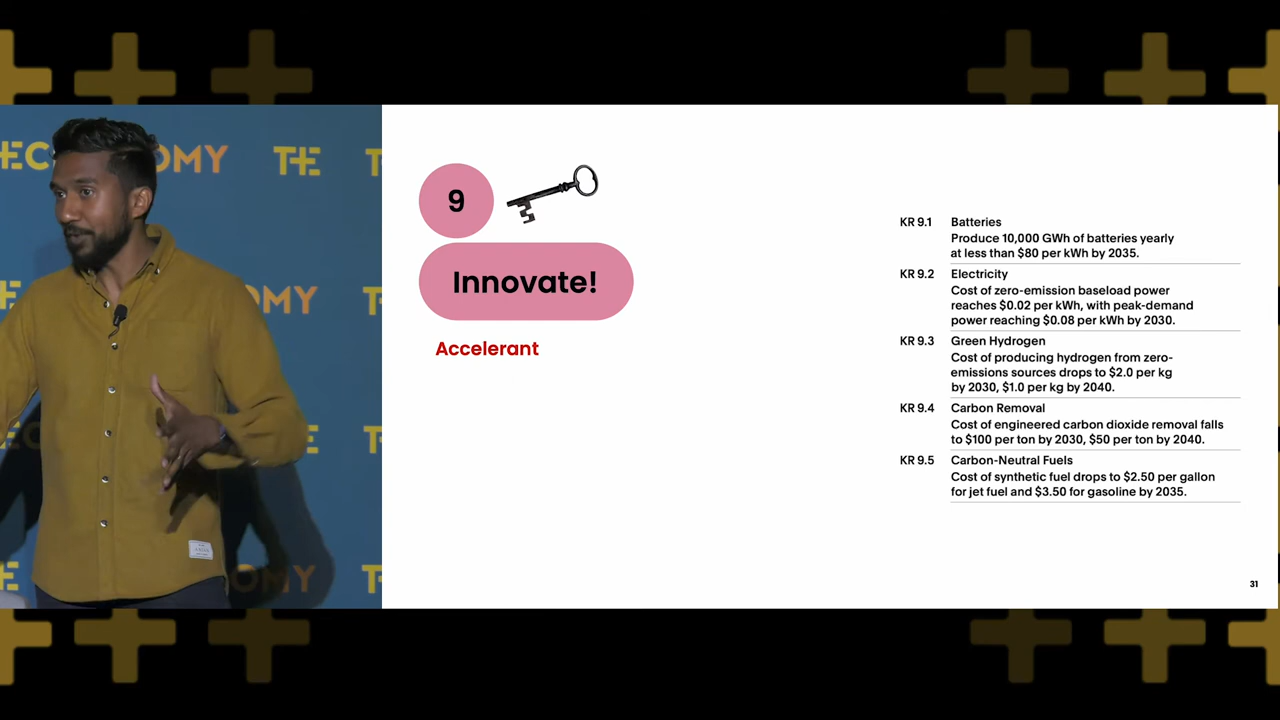 ECONOMY THE
OMY
THE
OMY
9
Innovate!
Accelerant
KR 9.1 Batteries
Produce 10,000 GWh of batteries yearly
at less than $80 per kWh by 2035.
KR 9.2 Electricity
Cost of zero-emission baseload power
reaches $0.02 per kWh, with peak-demand
power reaching $0.08 per kWh by 2030.
KR 9.3 Green Hydrogen
Cost of producing hydrogen from zero-
emissions sources drops to $2.0 per kg
by 2030, $1.0 per kg by 2040.
KR 9.4 Carbon Removal
Cost of engineered carbon dioxide removal falls
to $100 per ton by 2030, $50 per ton by 2040.
KR 9.5 Carbon-Neutral Fuels
Cost of synthetic fuel drops to $2.50 per gallon
for jet fuel and $3.50 for gasoline by 2035.
31